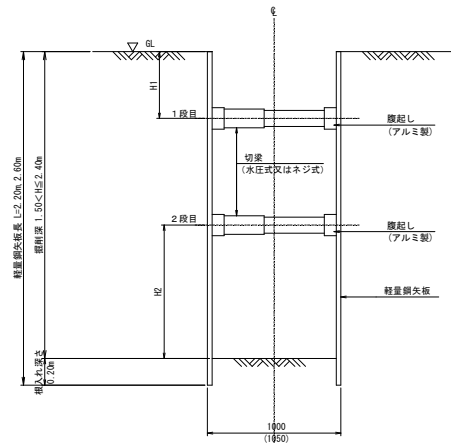 ℄
GL
H1
1段目
腹起し
(アルミ製)
切梁
(水圧式又はネジ式)
2段目
腹起し
(アルミ製)
H2
軽量鋼矢板
軽量鋼矢板長 L=2.20m, 2.60m
掘削深 1.50<H≦2.40m
根入れ深さ
0.20m
1000
(1050)